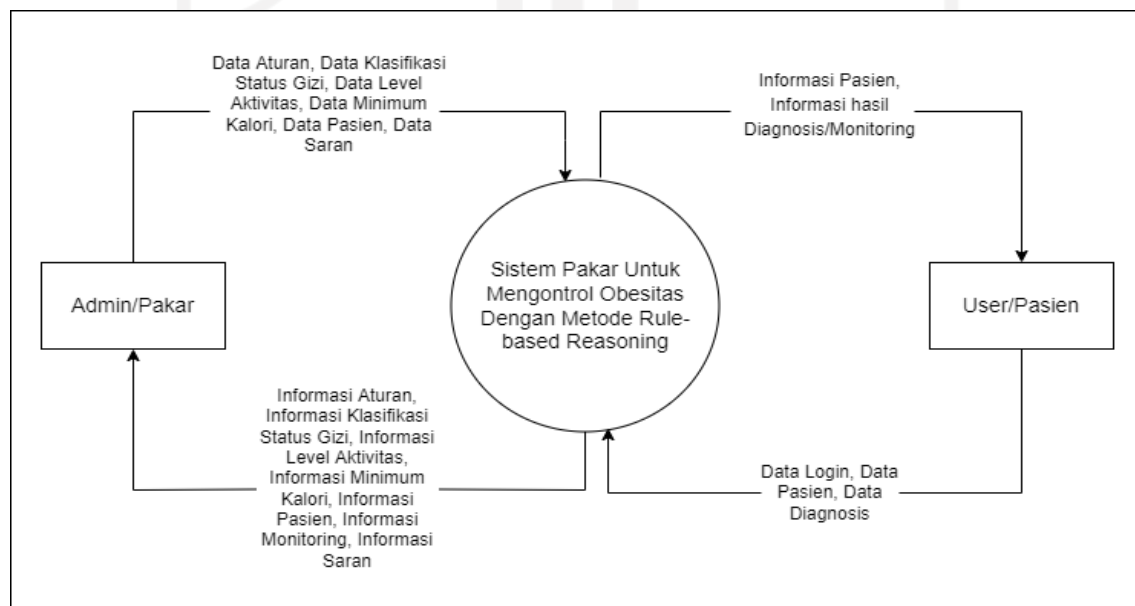 Data Aturan, Data Klasifikasi
Status Gizi, Data Level
Aktivitas, Data Minimum
Kalori, Data Pasien, Data
Saran
Informasi Pasien,
Informasi hasil
Diagnosis/Monitoring
Admin/Pakar
Sistem Pakar Untuk
Mengontrol Obesitas
Dengan Metode Rule-
based Reasoning
User/Pasien
Informasi Aturan,
Informasi Klasifikasi
Status Gizi, Informasi
Level Aktivitas,
Informasi Minimum
Kalori, Informasi
Pasien, Informasi
Monitoring, Informasi
Saran
Data Login, Data
Pasien, Data
Diagnosis